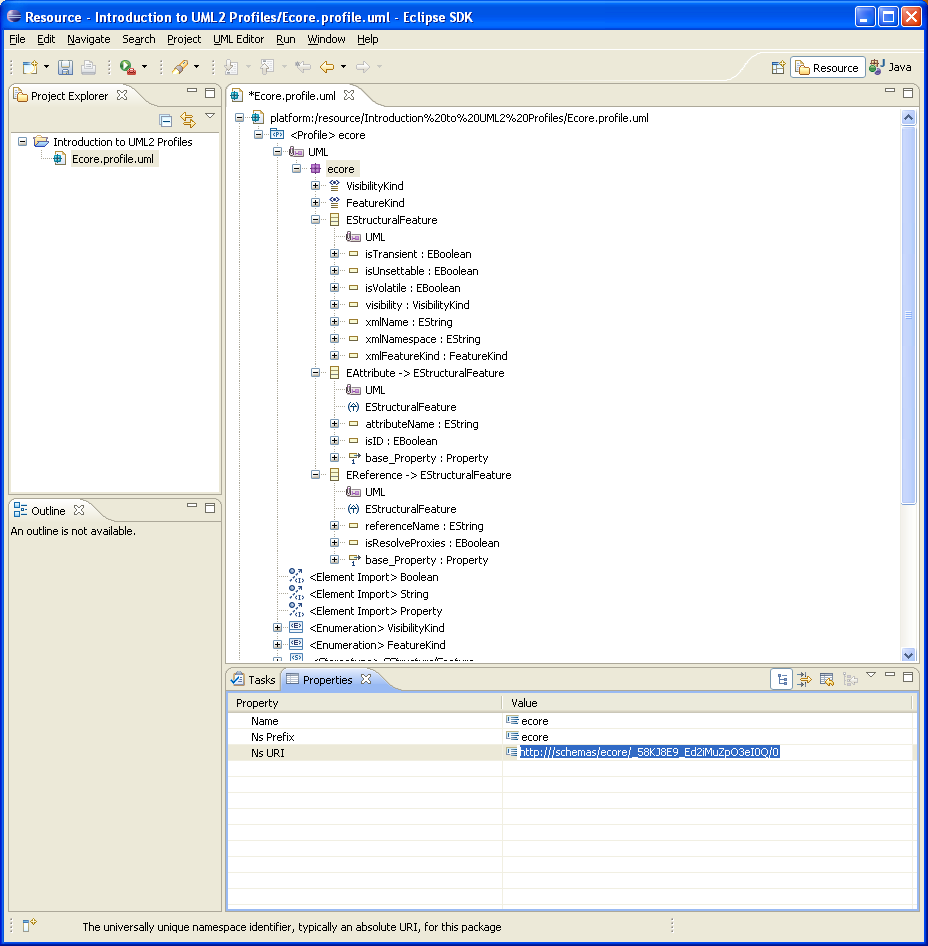 Resource - Introduction to UML2 Profiles/Ecore.profile.uml - Eclipse SDK
File Edit Navigate Search Project UML Editor Run Window Help
Resource Java
Project Explorer
Introduction to UML2 Profiles
Ecore.profile.uml
Outline
An outline is not available.
*Ecore.profile.uml
platform:/resource/Introduction%20to%20UML2%20Profiles/Ecore.profile.uml
<Profile> ecore
UML
ecore
VisibilityKind
FeatureKind
EStructuralFeature
UML
isTransient : EBoolean
isUnsettable : EBoolean
isVolatile : EBoolean
visibility : VisibilityKind
xmlName : EString
xmlNamespace : EString
xmlFeatureKind : FeatureKind
EAttribute -> EStructuralFeature
UML
EStructuralFeature
attributeName : EString
isID : EBoolean
base_Property : Property
EReference -> EStructuralFeature
UML
EStructuralFeature
referenceName : EString
isResolveProxies : EBoolean
base_Property : Property
<Element Import> Boolean
<Element Import> String
<Element Import> Property
<Enumeration> VisibilityKind
<Enumeration> FeatureKind
<Stereotype> EStructuralFeature
Tasks Properties
Property Value
Name ecore
Ns Prefix ecore
Ns URI http:///schemas/ecore/_58KJ8E9_Ed2iMuZpO3eI0Q/0
The universally unique namespace identifier, typically an absolute URI, for this package